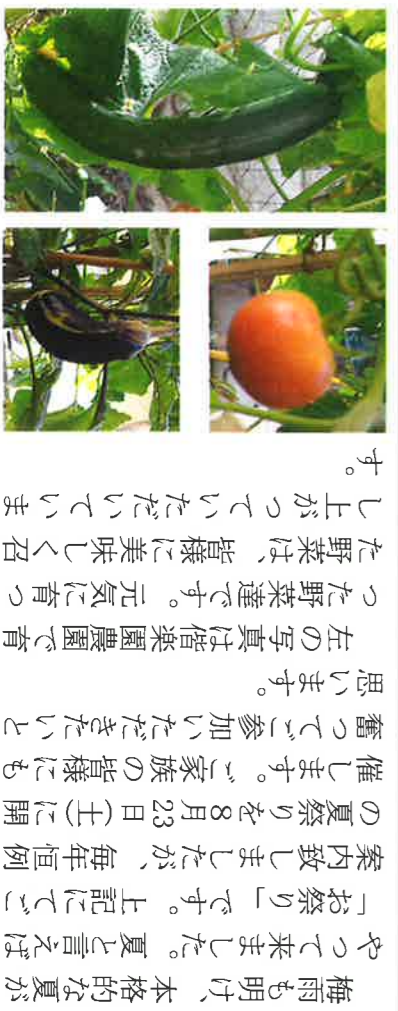 梅雨も明け、本格的な夏が
やって来ました。夏と言えば
「お祭り」です。上記にてご
案内致しましたが、毎年恒例
の夏祭りを8月23日(土)に開
催します。ご家族の皆様にも
奮ってご参加いただきたいと
思います。
左の写真は偕楽園農園で育
った野菜達です。元気に育っ
た野菜は、皆様に美味しく召
し上がっていただいていま
す。